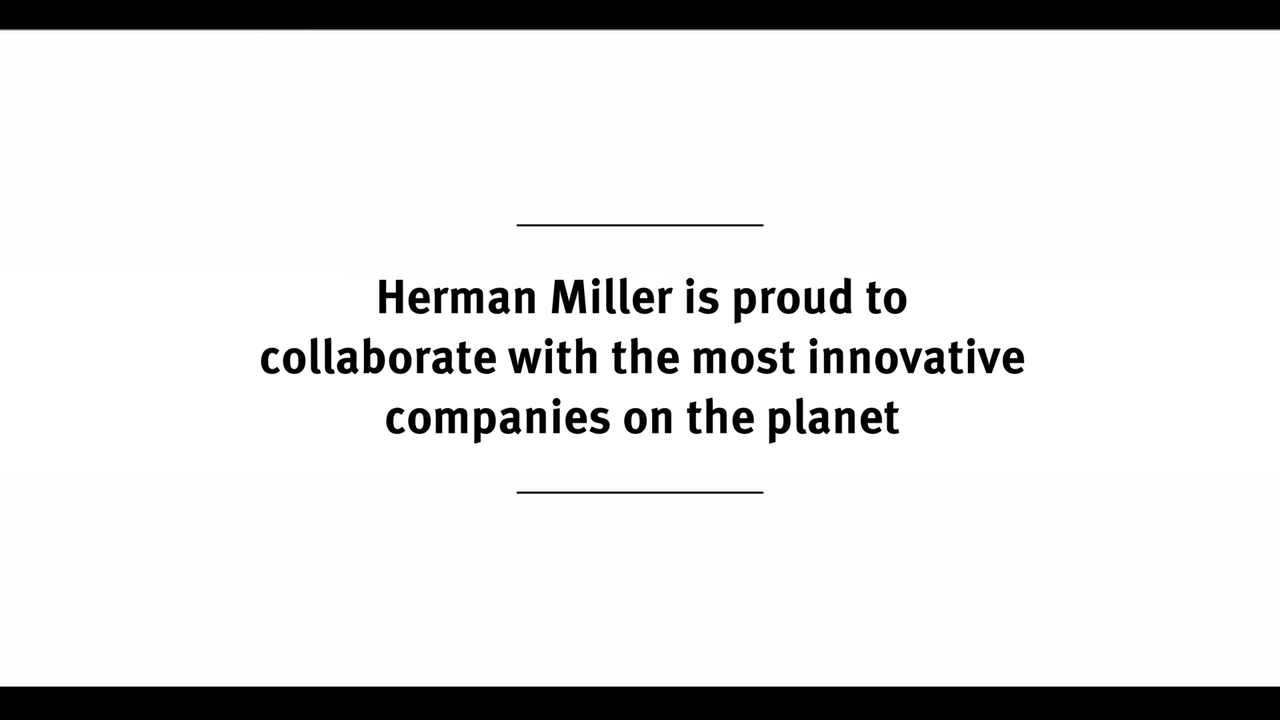 Herman Miller is proud to
collaborate with the most innovative
companies on the planet